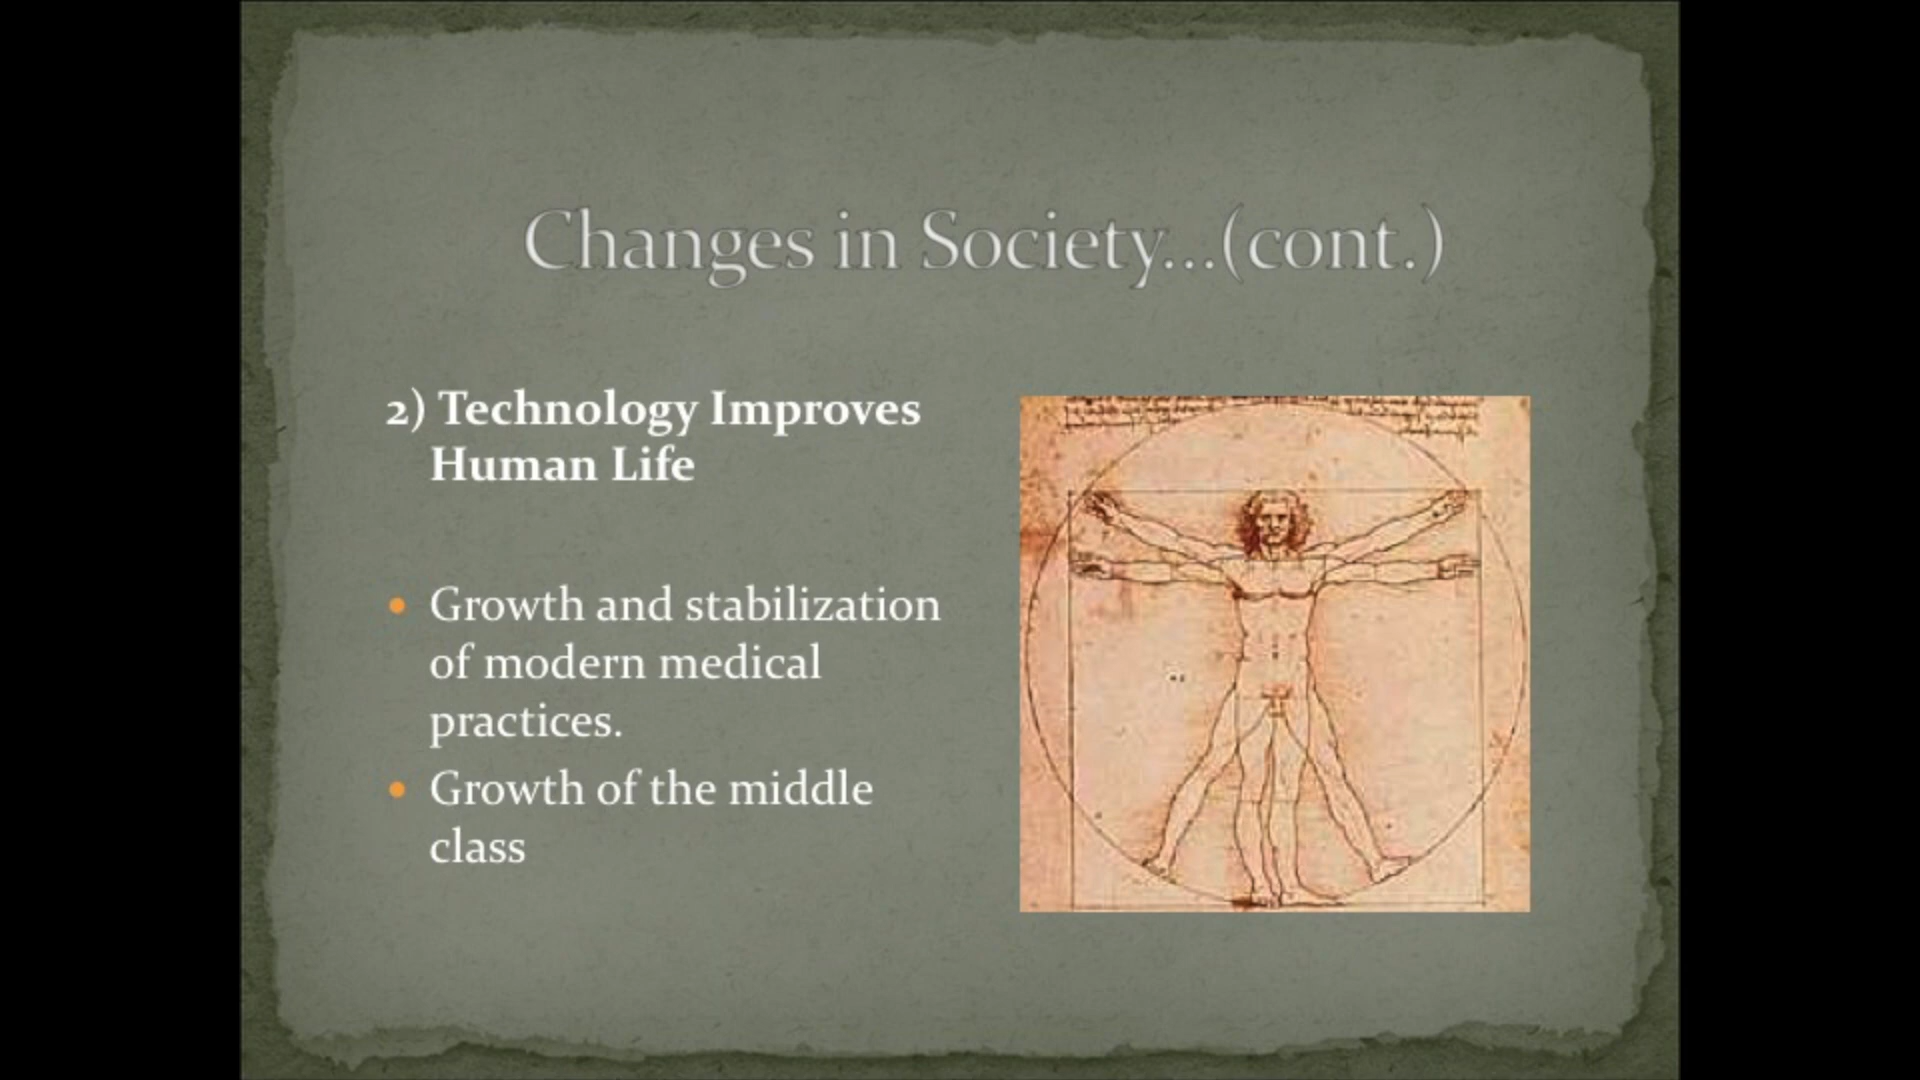 Changes in Society...(cont.)
2) Technology Improves
Human Life
• Growth and stabilization
of modern medical
practices.
• Growth of the middle
class